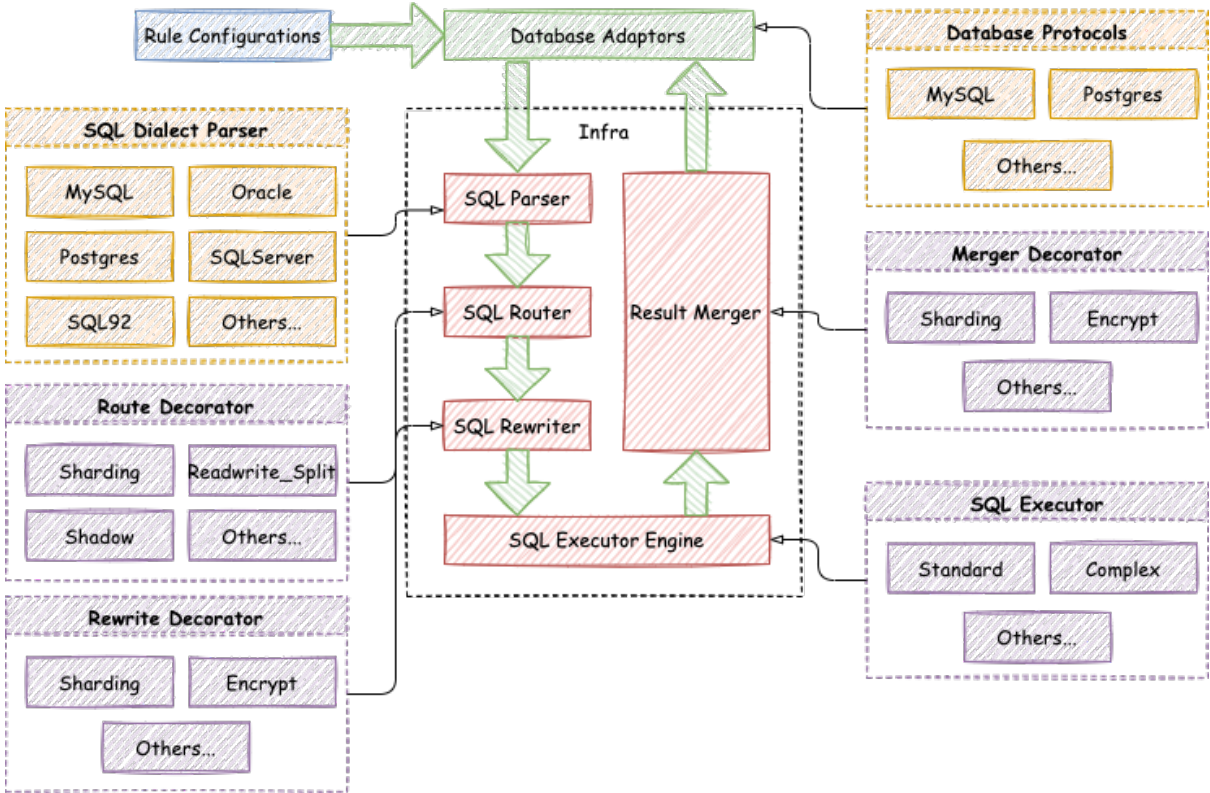 Rule Configurations
Database Adaptors
Database Protocols
MySQL
Postgres
Others...
SQL Dialect Parser
MySQL
Oracle
Postgres
SQLServer
SQL92
Others...
Infra
SQL Parser
SQL Router
SQL Rewriter
Result Merger
SQL Executor Engine
Merger Decorator
Sharding
Encrypt
Others...
Route Decorator
Sharding
Readwrite_Split
Shadow
Others...
SQL Executor
Standard
Complex
Others...
Rewrite Decorator
Sharding
Encrypt
Others...